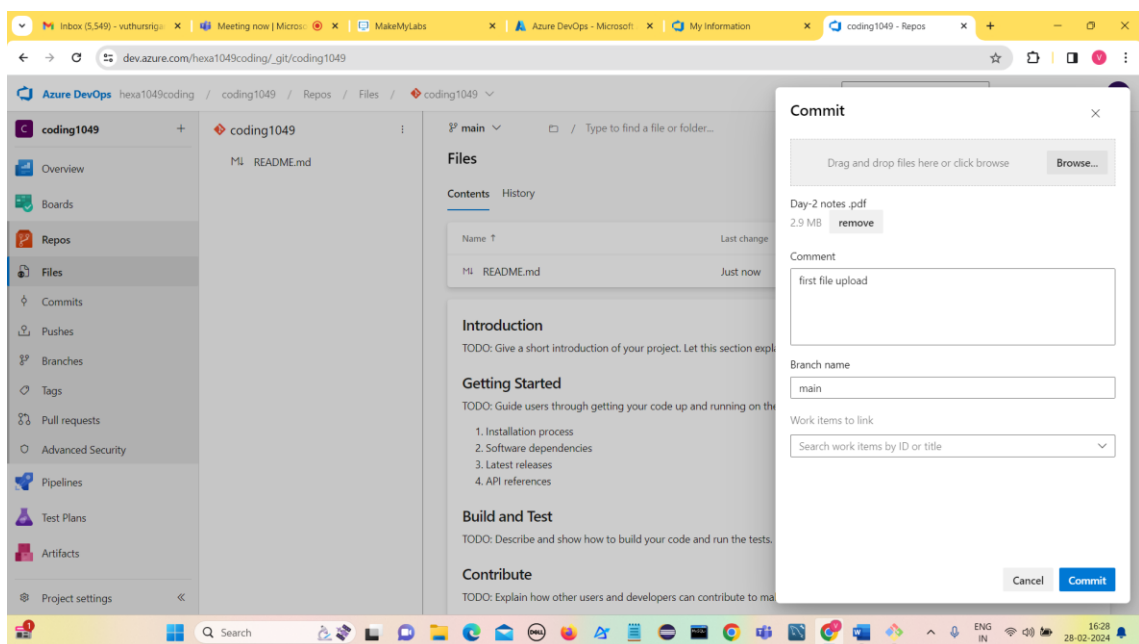 Inbox (5,549) - vuthursriga
Meeting now | Microsc
MakeMyLabs
Azure DevOps - Microsoft
My Information
coding1049 - Repos
dev.azure.com/hexa1049coding/_git/coding1049
V
Azure DevOps hexa1049coding / coding1049 / Repos / Files / coding1049
C coding1049
Overview
Boards
Repos
Files
Commits
Pushes
Branches
Tags
Pull requests
Advanced Security
Pipelines
Test Plans
Artifacts
Project settings
coding1049
M↓ README.md
main
/ Type to find a file or folder...
Files
Contents History
Name ↑ Last change
M↓ README.md Just now
Introduction
TODO: Give a short introduction of your project. Let this section expl
Getting Started
TODO: Guide users through getting your code up and running on the
1. Installation process
2. Software dependencies
3. Latest releases
4. API references
Build and Test
TODO: Describe and show how to build your code and run the tests.
Contribute
TODO: Explain how other users and developers can contribute to ma
Commit
Drag and drop files here or click browse
Browse...
Day-2 notes .pdf
2.9 MB remove
Comment
first file upload
Branch name
main
Work items to link
Search work items by ID or title
Cancel Commit
Search
ENG
IN
16:28
28-02-2024